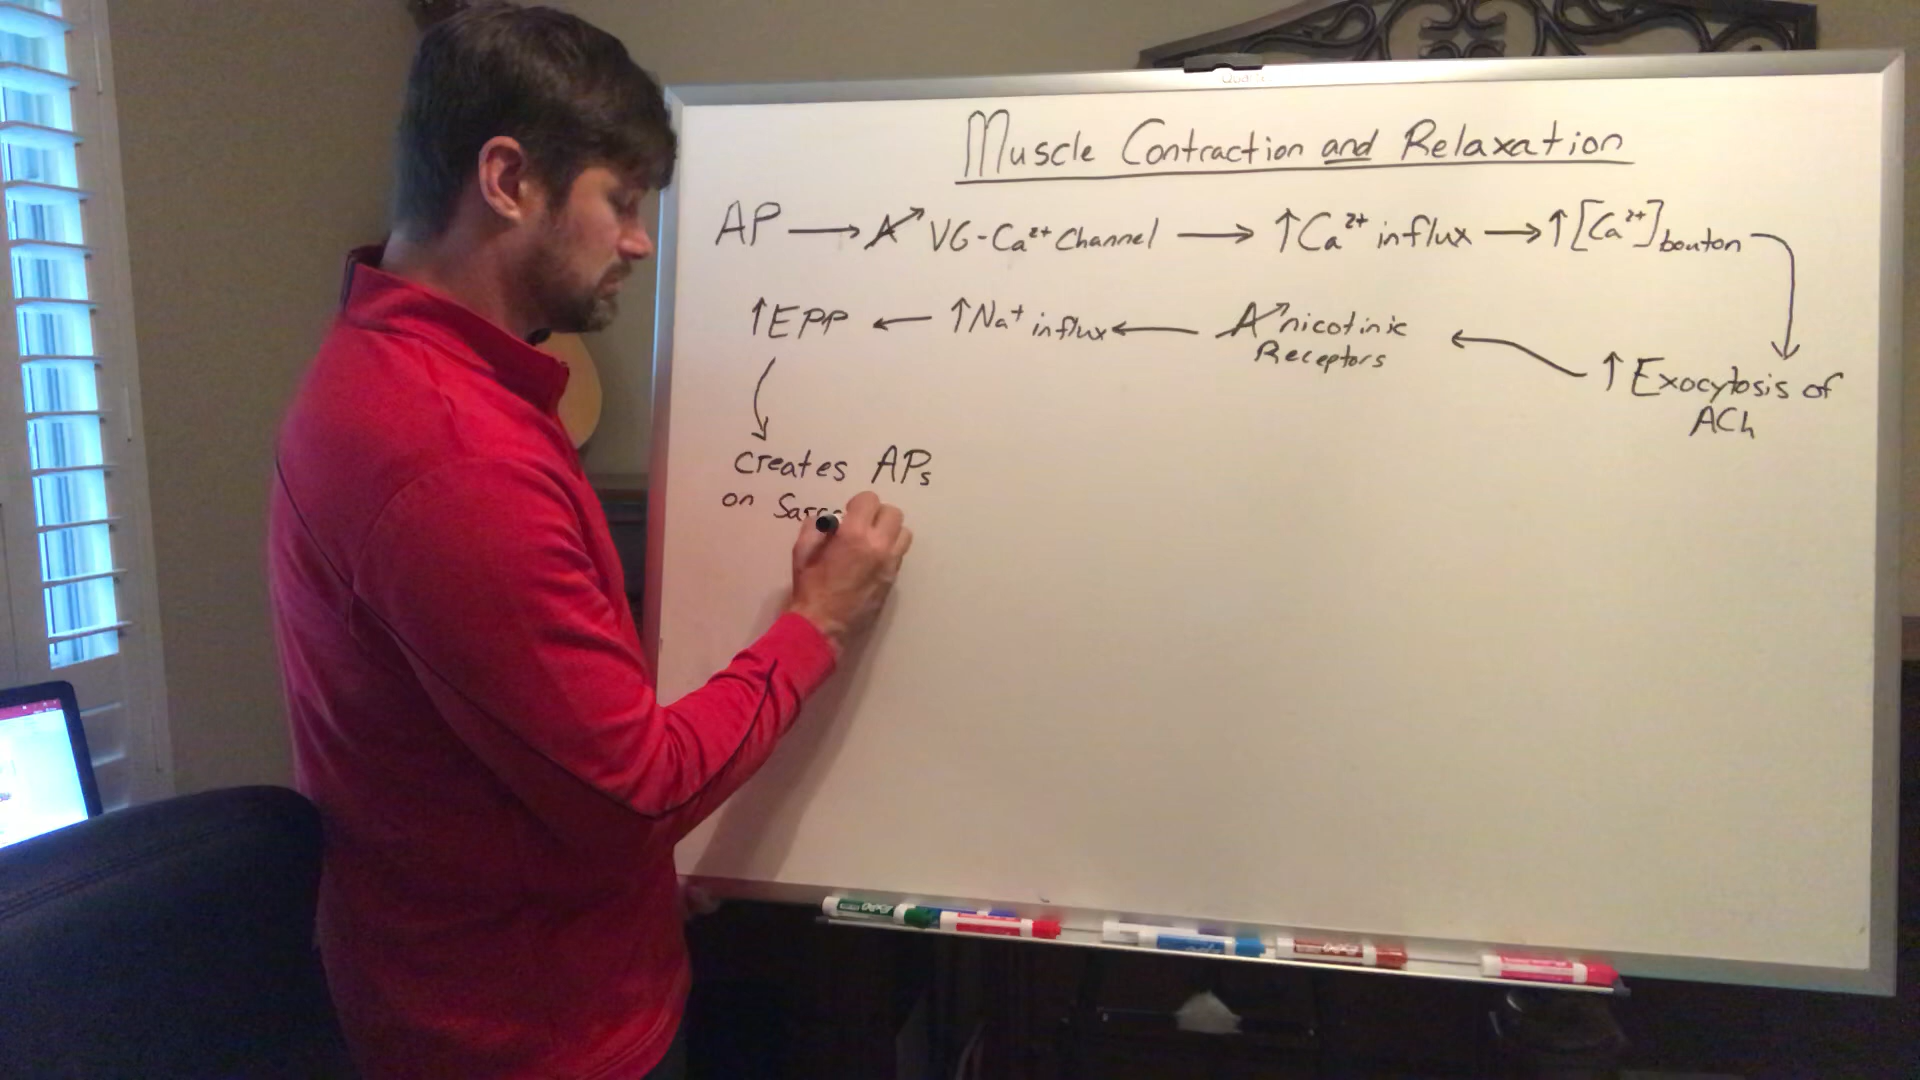 Muscle Contraction and Relaxation
AP → A↗ VG-Ca²⁺ Channel → ↑Ca²⁺ influx → ↑[Ca²⁺]bouton
↑ Exocytosis of
ACh
A↗ nicotinic
Receptors
↑Na⁺ influx
↑EPP
creates APs
on Sarco